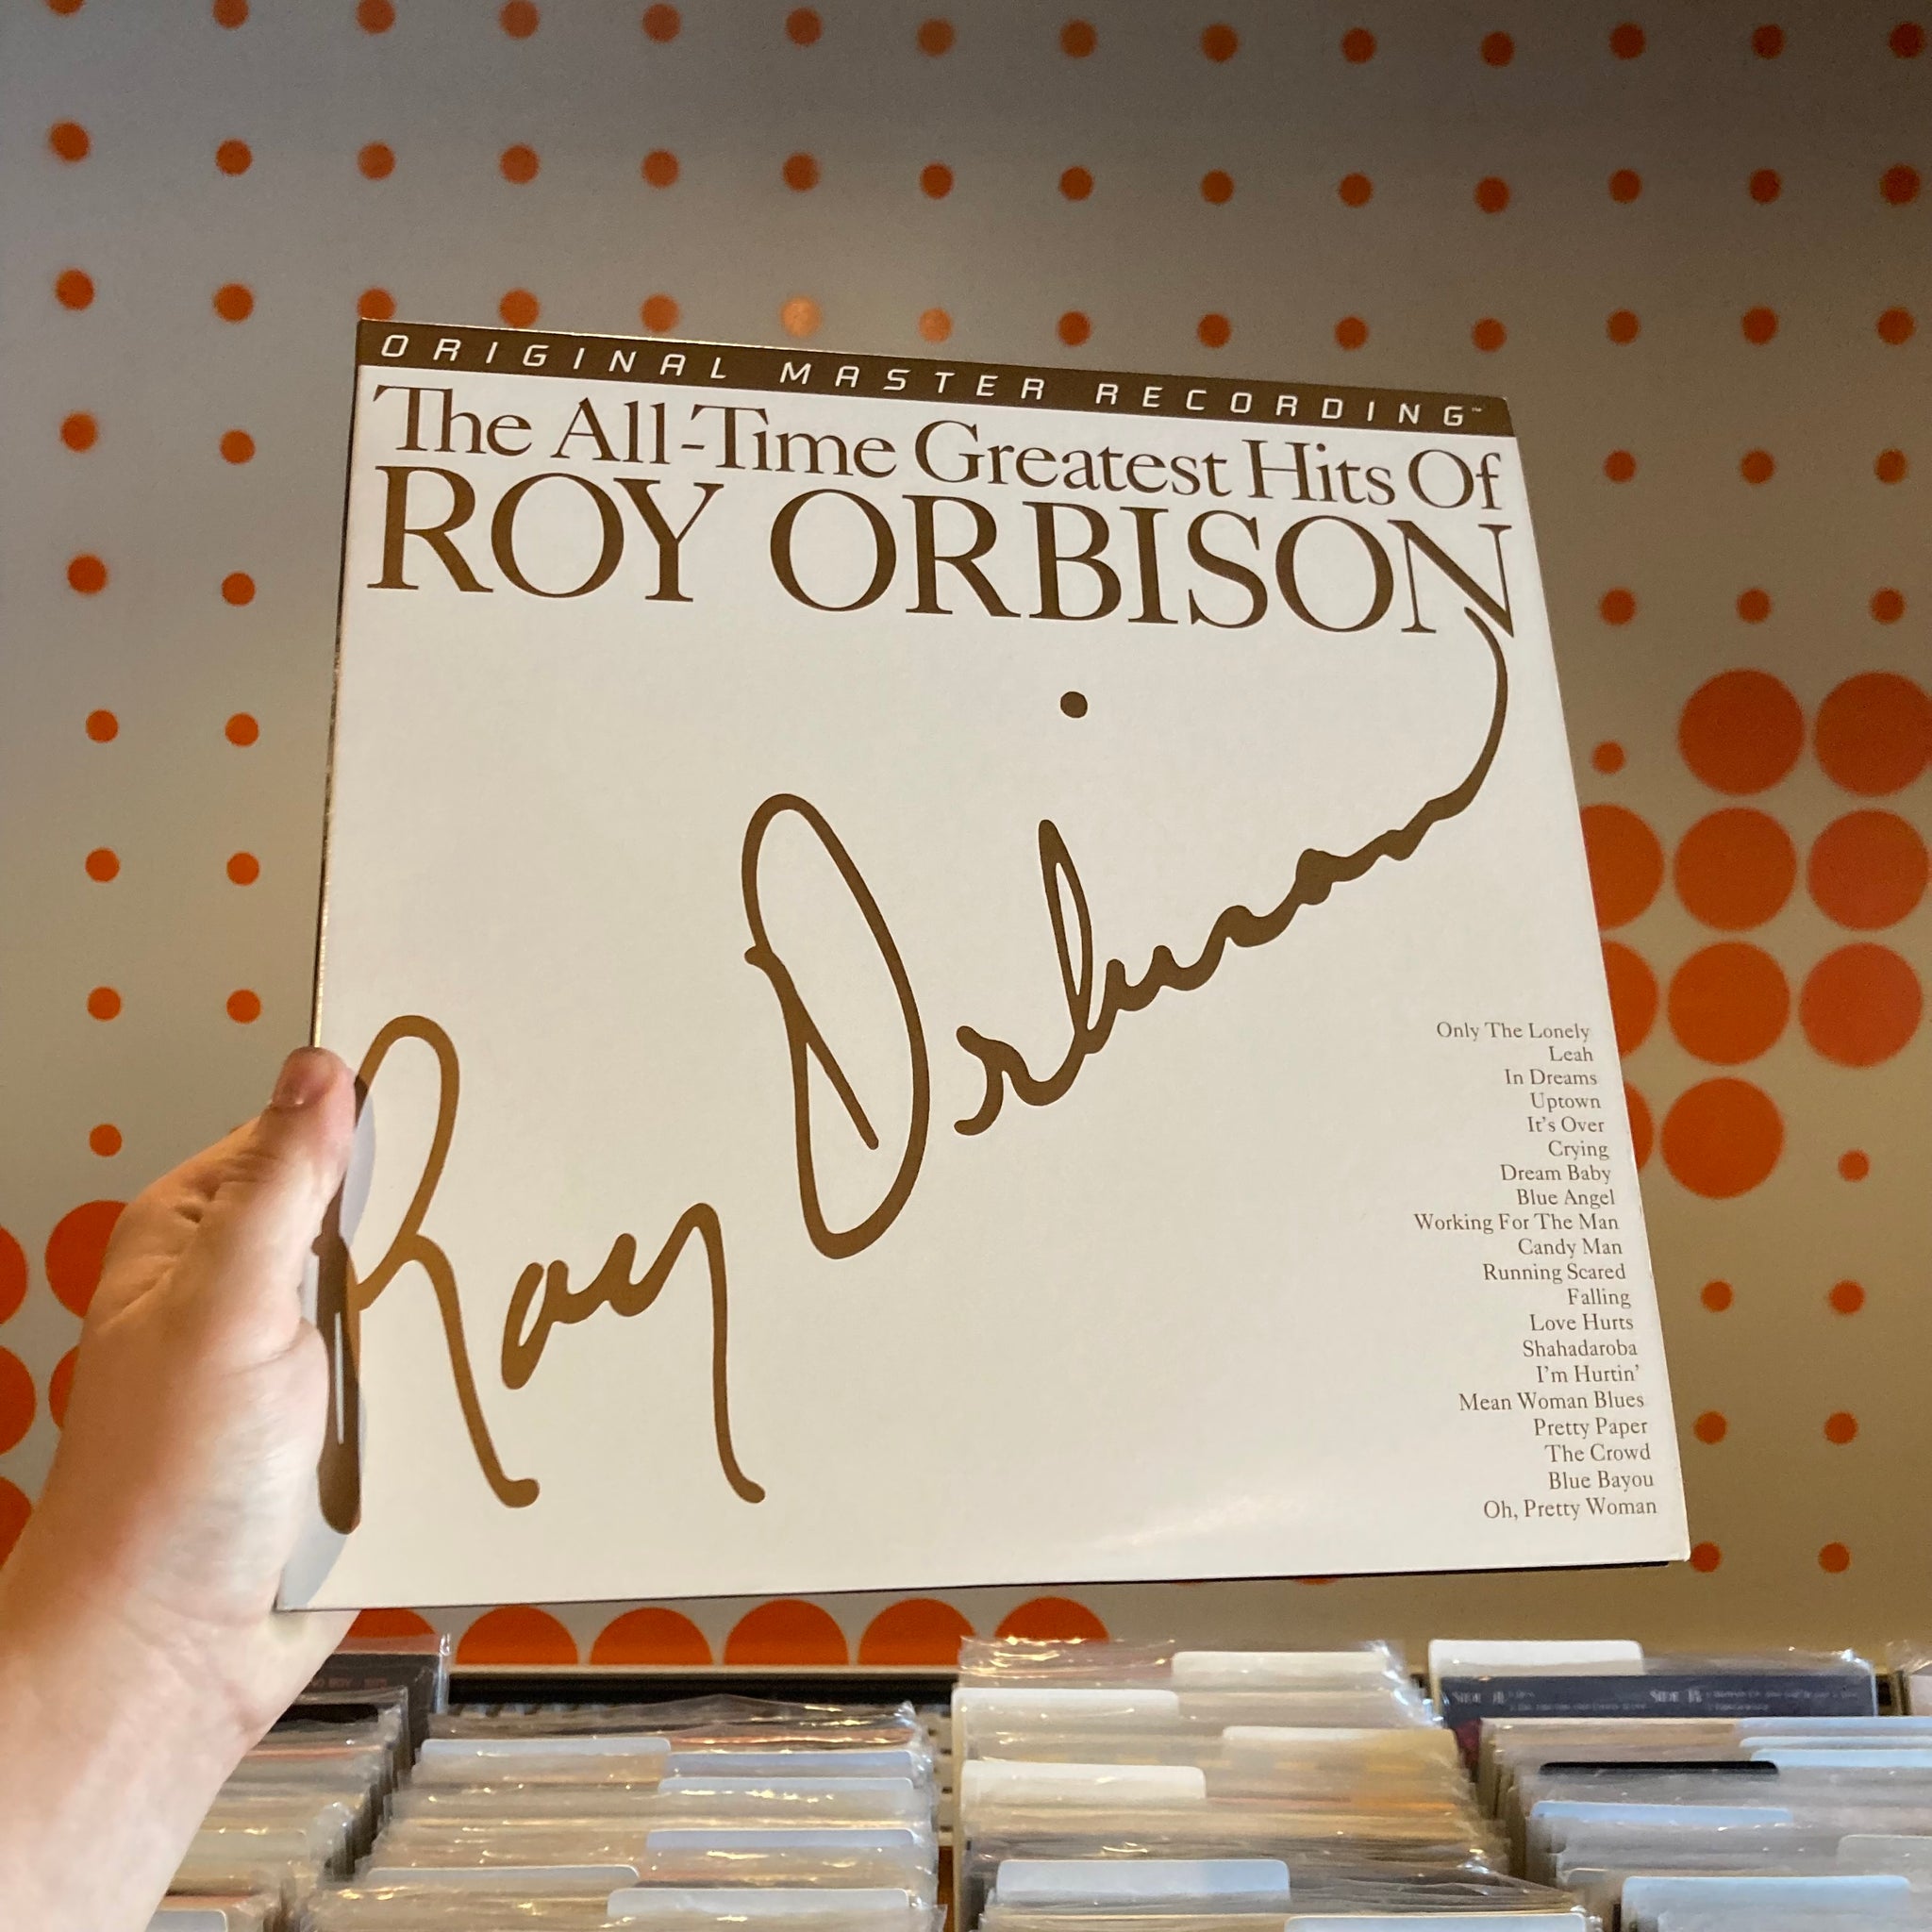 ORIGINAL MASTER RECORDING™
The All-Time Greatest Hits Of
ROY ORBISON
Roy Orbison
Only The Lonely
Leah
In Dreams
Uptown
It's Over
Crying
Dream Baby
Blue Angel
Working For The Man
Candy Man
Running Scared
Falling
Love Hurts
Shahadaroba
I'm Hurtin'
Mean Woman Blues
Pretty Paper
The Crowd
Blue Bayou
Oh, Pretty Woman